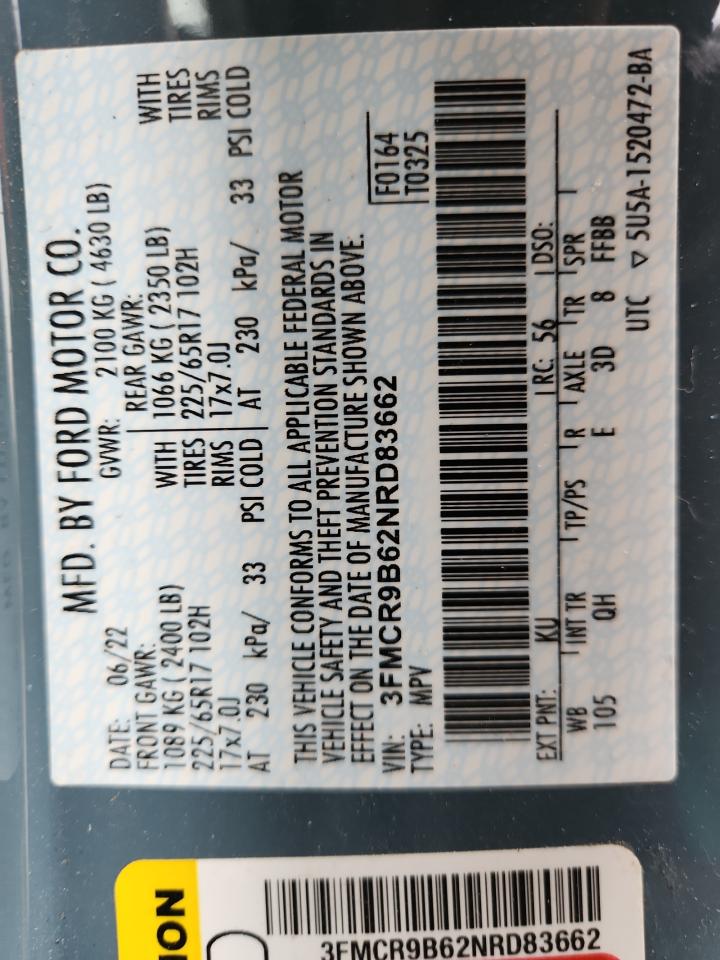 MFD. BY FORD MOTOR CO.
DATE: 06/22 GVWR: 2100 KG ( 4630 LB)
FRONT GAWR: REAR GAWR:
1089 KG ( 2400 LB) WITH 1066 KG ( 2350 LB) WITH
225/65R17 102H TIRES 225/65R17 102H TIRES
17x7.0J RIMS 17x7.0J RIMS
AT 230 kPa/ 33 PSI COLD AT 230 kPa/ 33 PSI COLD
THIS VEHICLE CONFORMS TO ALL APPLICABLE FEDERAL MOTOR
VEHICLE SAFETY AND THEFT PREVENTION STANDARDS IN
EFFECT ON THE DATE OF MANUFACTURE SHOWN ABOVE.
VIN: 3FMCR9B62NRD83662 F0164
TYPE: MPV T0325
EXT PNT: KU RC: 56 DSO:
WB INT TR TP/PS R AXLE TR SPR
105 QH E 3D 8 FFBB
UTC ▽ 5U5A-1520472-BA
ION
3FMCR9B62NRD83662